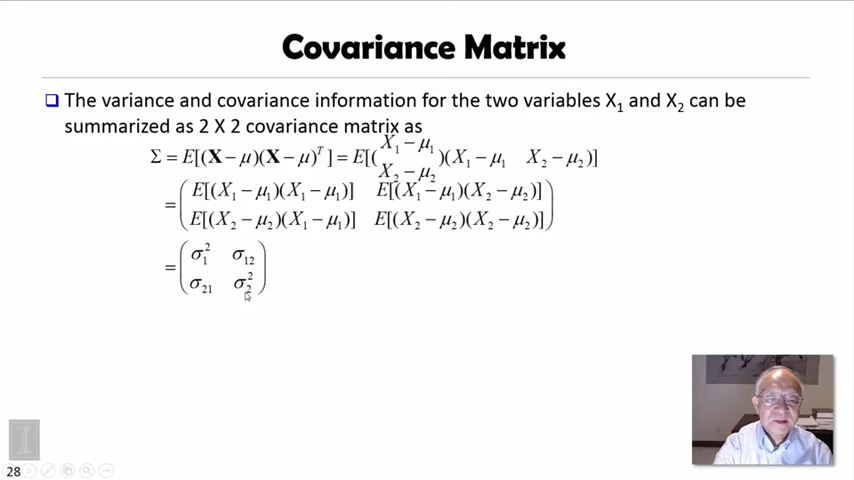 Covariance Matrix
The variance and covariance information for the two variables X₁ and X₂ can be
summarized as 2 X 2 covariance matrix as
Σ = E[(X − μ)(X − μ)ᵀ] = E[(X₁ − μ₁ X₂ − μ₂)(X₁ − μ₁ X₂ − μ₂)]
= (E[(X₁ − μ₁)(X₁ − μ₁)] E[(X₁ − μ₁)(X₂ − μ₂)]
E[(X₂ − μ₂)(X₁ − μ₁)] E[(X₂ − μ₂)(X₂ − μ₂)])
= (σ₁² σ₁₂
σ₂₁ σ₂²)
I
28